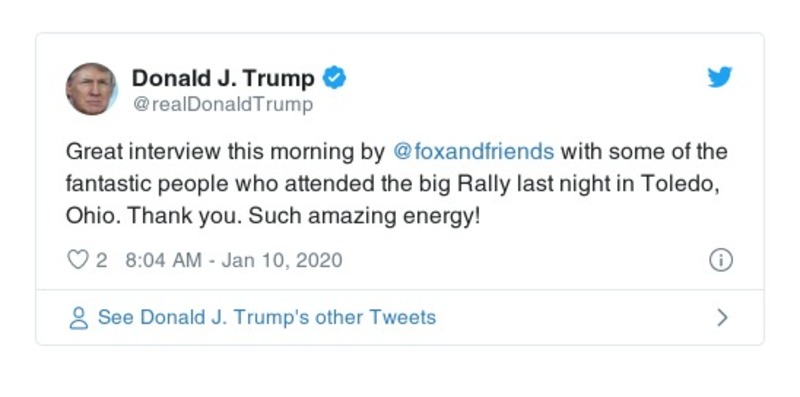 Donald J. Trump
@realDonaldTrump
Great interview this morning by @foxandfriends with some of the
fantastic people who attended the big Rally last night in Toledo,
Ohio. Thank you. Such amazing energy!
2 8:04 AM - Jan 10, 2020
See Donald J. Trump's other Tweets